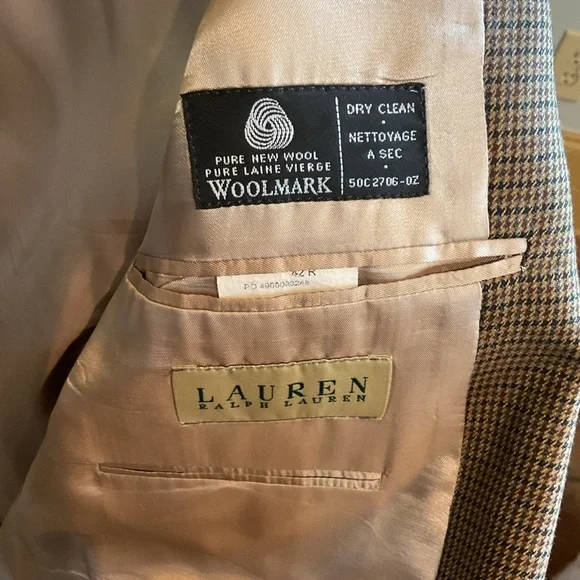 PURE NEW WOOL
PURE LAINE VIERGE
WOOLMARK
DRY CLEAN
•
NETTOYAGE
A SEC
•
50C2706-0Z
42 R
LAUREN
RALPH LAUREN